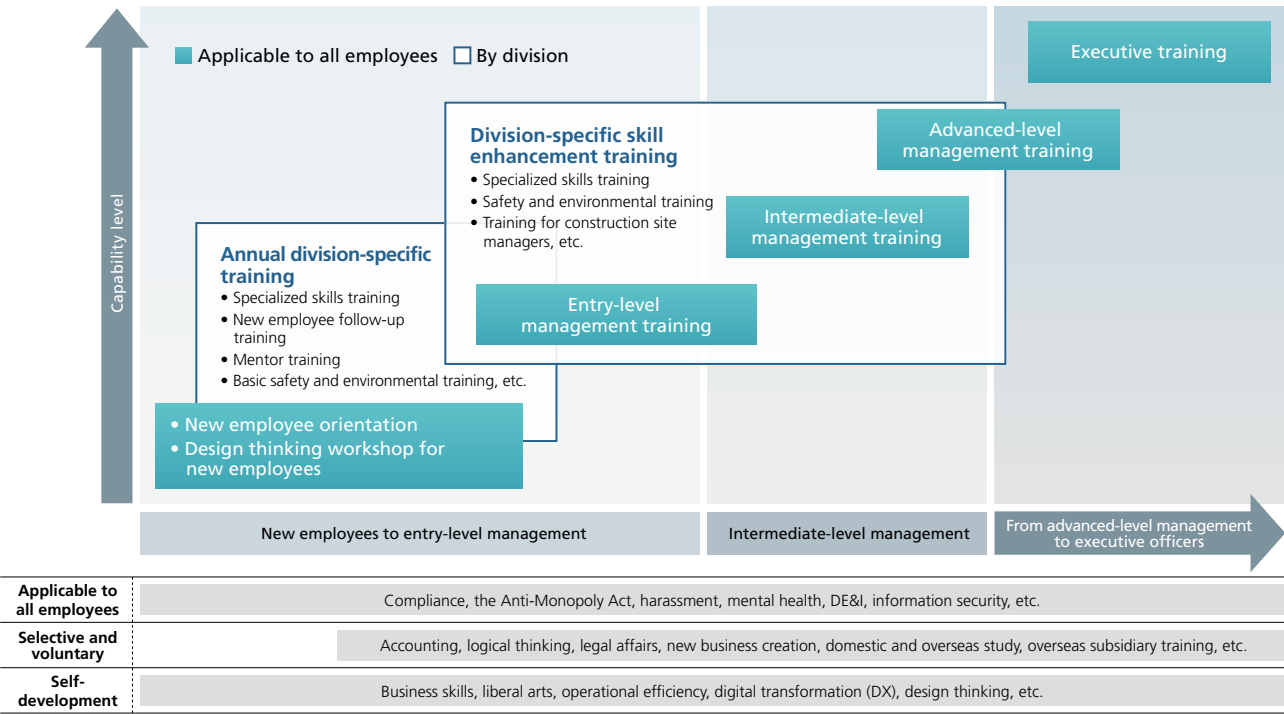 Applicable to all employees
By division
Capability level
Executive training
Advanced-level
management training
Division-specific skill
enhancement training
• Specialized skills training
• Safety and environmental training
• Training for construction site
managers, etc.
Intermediate-level
management training
Annual division-specific
training
• Specialized skills training
• New employee follow-up
training
• Mentor training
• Basic safety and environmental training, etc.
Entry-level
management training
• New employee orientation
• Design thinking workshop for
new employees
New employees to entry-level management
Intermediate-level management
From advanced-level management
to executive officers
Applicable to
all employees
Compliance, the Anti-Monopoly Act, harassment, mental health, DE&I, information security, etc.
Selective and
voluntary
Accounting, logical thinking, legal affairs, new business creation, domestic and overseas study, overseas subsidiary training, etc.
Self-
development
Business skills, liberal arts, operational efficiency, digital transformation (DX), design thinking, etc.